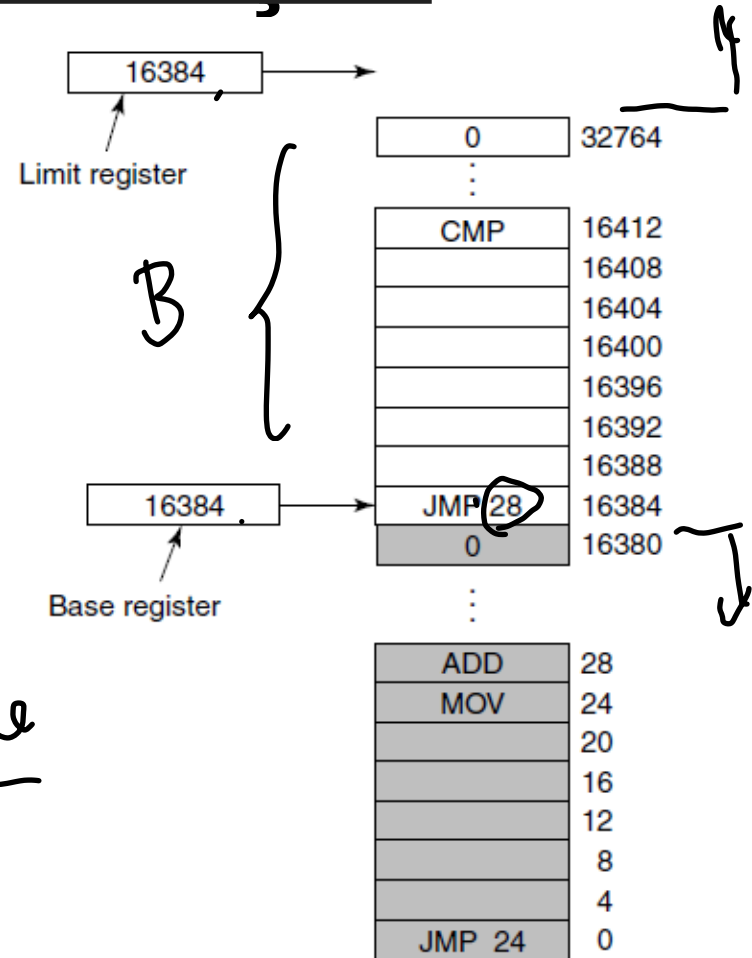 16384
0 32764
Limit register
CMP 16412
16408
16404
B
16400
16396
16392
16388
16384 JMP 28 16384
0 16380
Base register
ADD 28
MOV 24
20
16
12
8
4
JMP 24 0